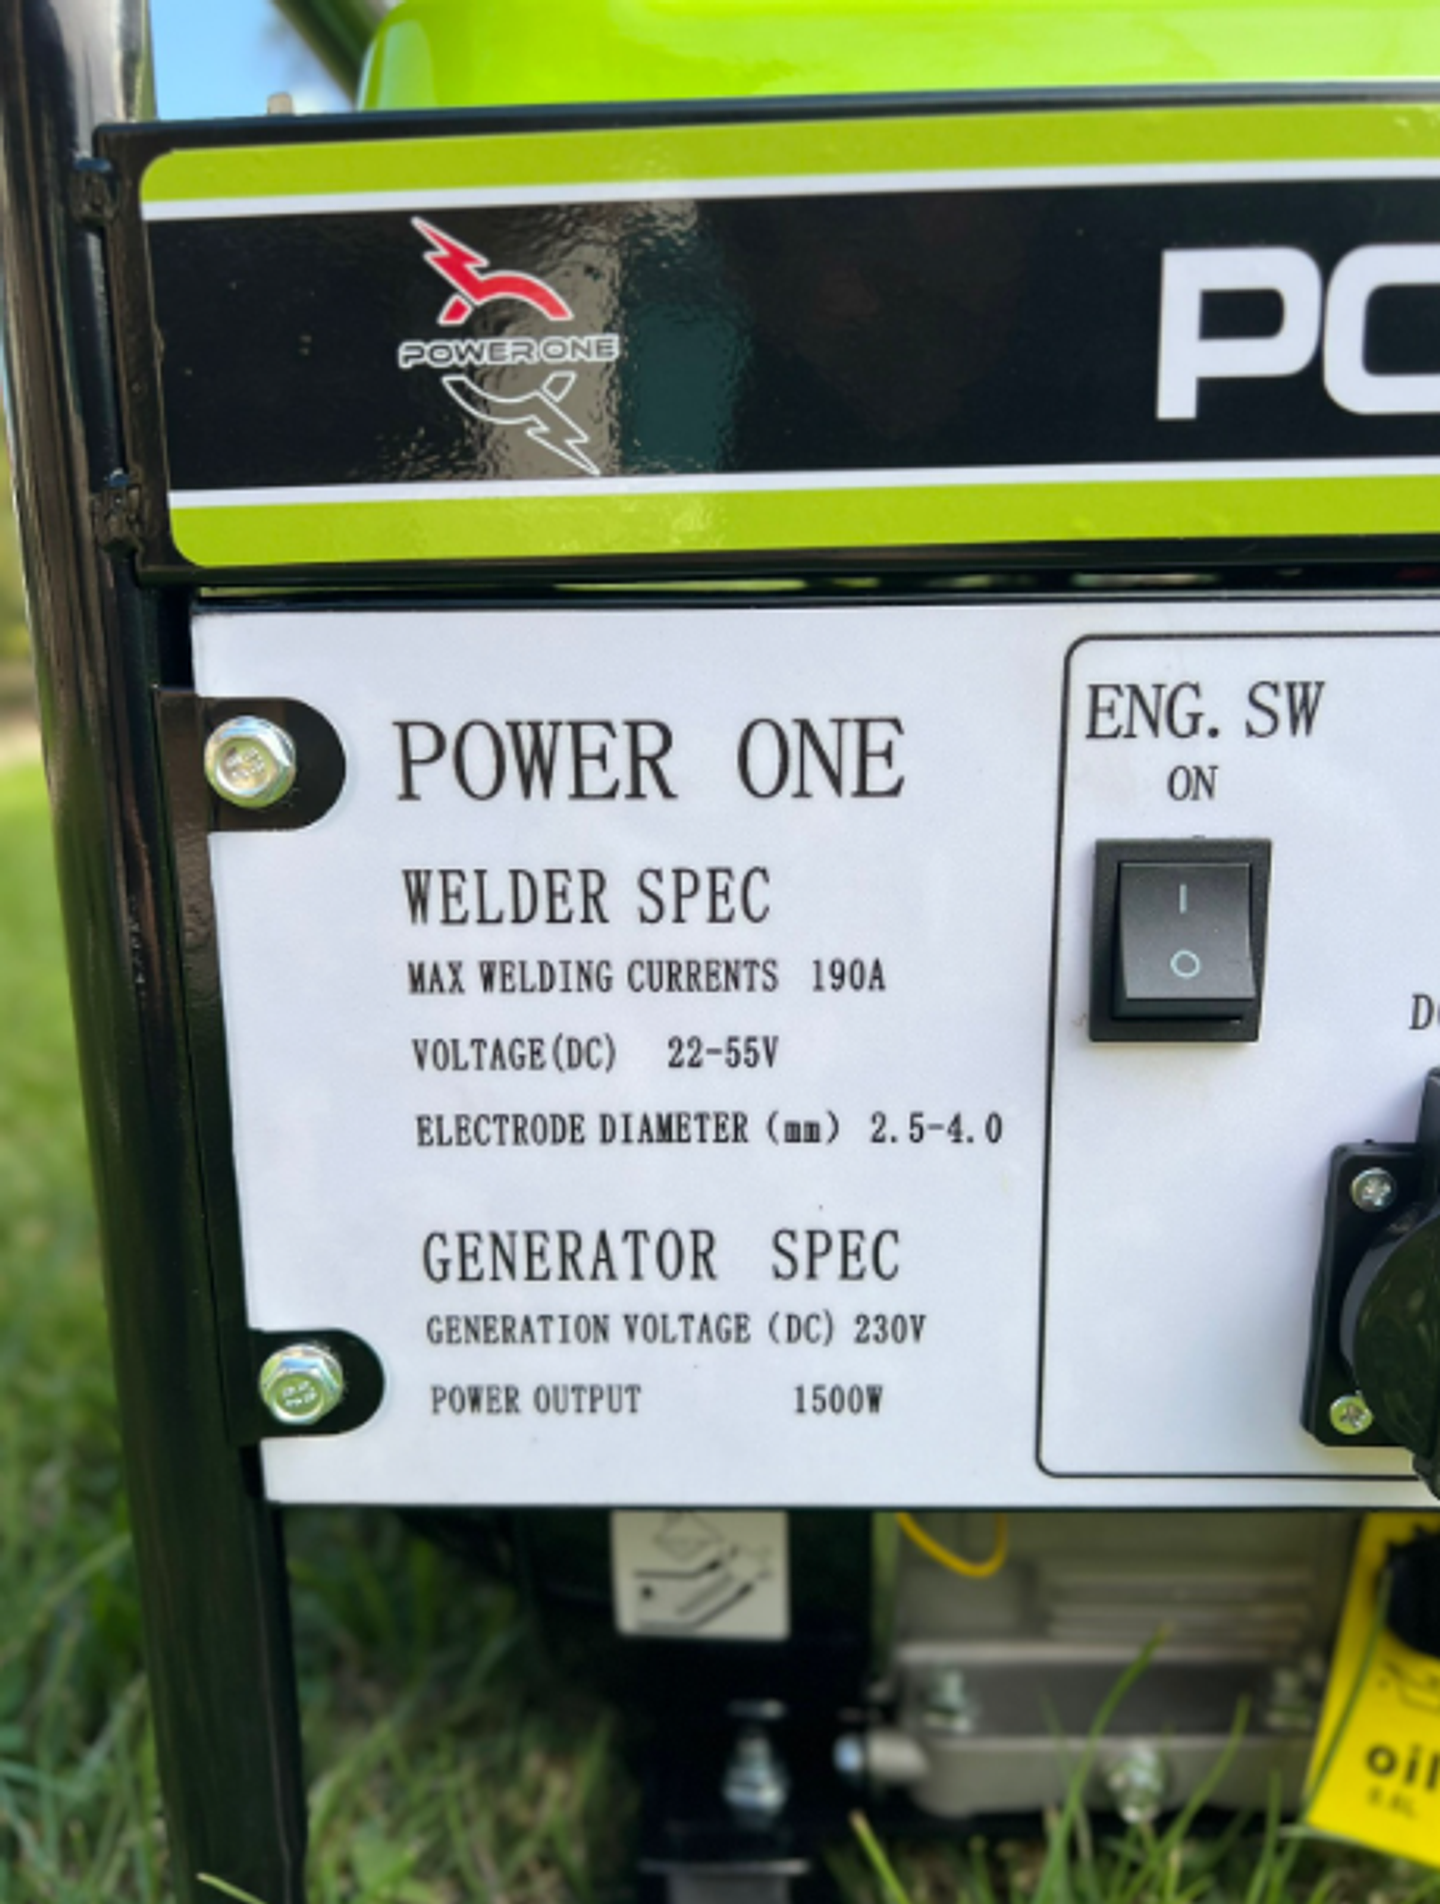 POWER ONE
PO
POWER ONE
WELDER SPEC
MAX WELDING CURRENTS 190A
VOLTAGE(DC) 22-55V
ELECTRODE DIAMETER (mm) 2.5-4.0
GENERATOR SPEC
GENERATION VOLTAGE (DC) 230V
POWER OUTPUT 1500W
ENG. SW
ON
oil